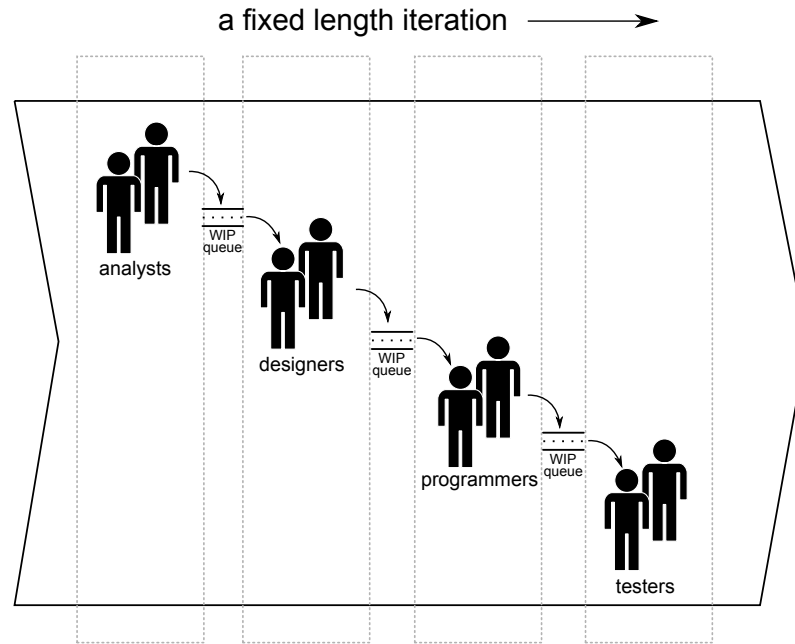 a fixed length iteration
analysts
WIP
queue
designers
WIP
queue
programmers
WIP
queue
testers